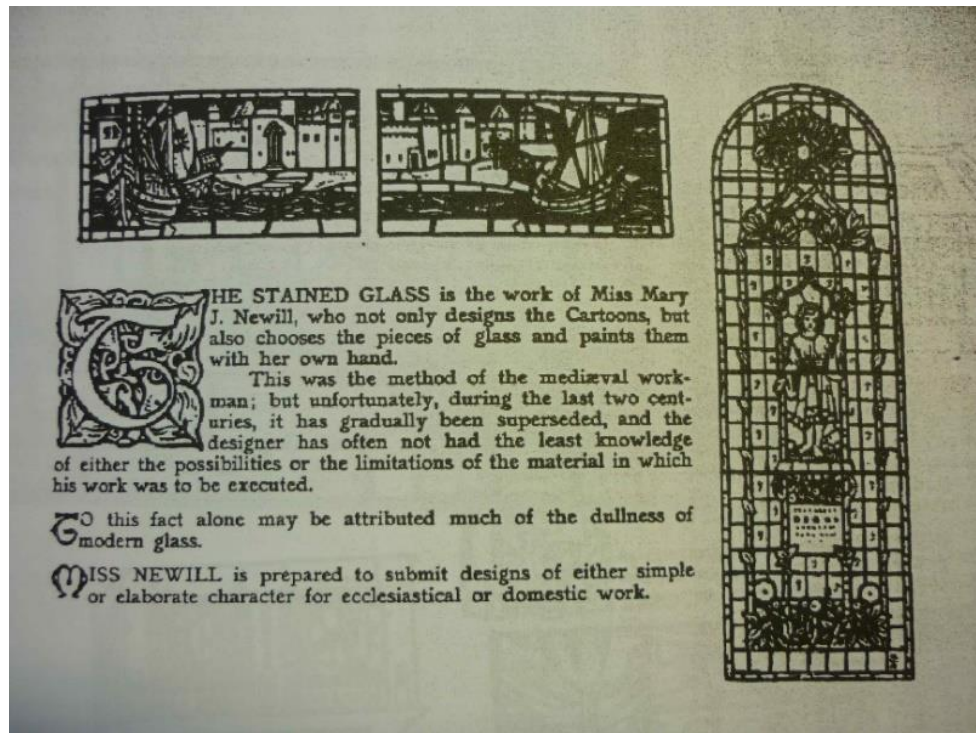 THE STAINED GLASS is the work of Miss Mary
J. Newill, who not only designs the Cartoons, but
also chooses the pieces of glass and paints them
with her own hand.
This was the method of the mediæval work-
man; but unfortunately, during the last two cent-
uries, it has gradually been superseded, and the
designer has often not had the least knowledge
of either the possibilities or the limitations of the material in which
his work was to be executed.
TO this fact alone may be attributed much of the dullness of
modern glass.
MISS NEWILL is prepared to submit designs of either simple
or elaborate character for ecclesiastical or domestic work.